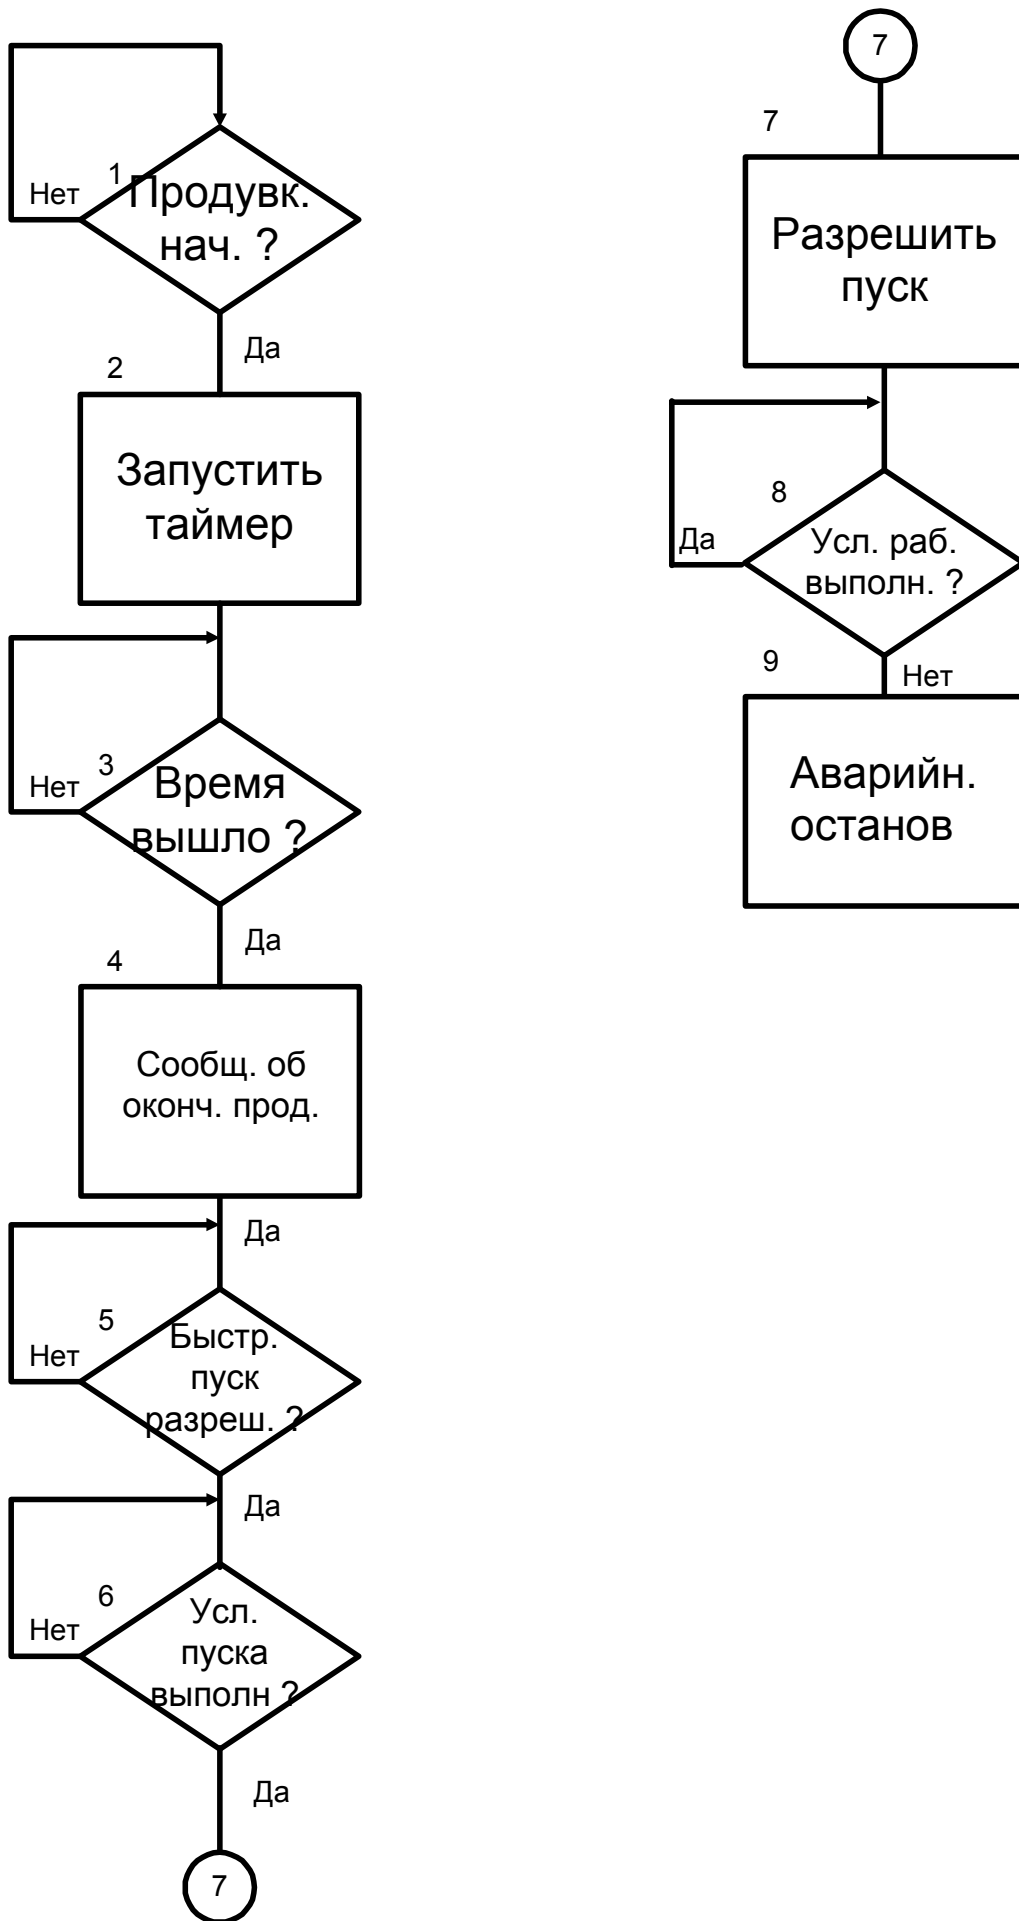 1
Нет
Продувк.
нач. ?
Да
2
Запустить
таймер
3
Нет
Время
вышло ?
Да
4
Сообщ. об
оконч. прод.
Да
5
Нет
Быстр.
пуск
разреш. ?
Да
6
Нет
Усл.
пуска
выполн ?
Да
7
7
7
Разрешить
пуск
8
Да
Усл. раб.
выполн. ?
9
Нет
Аварийн.
останов